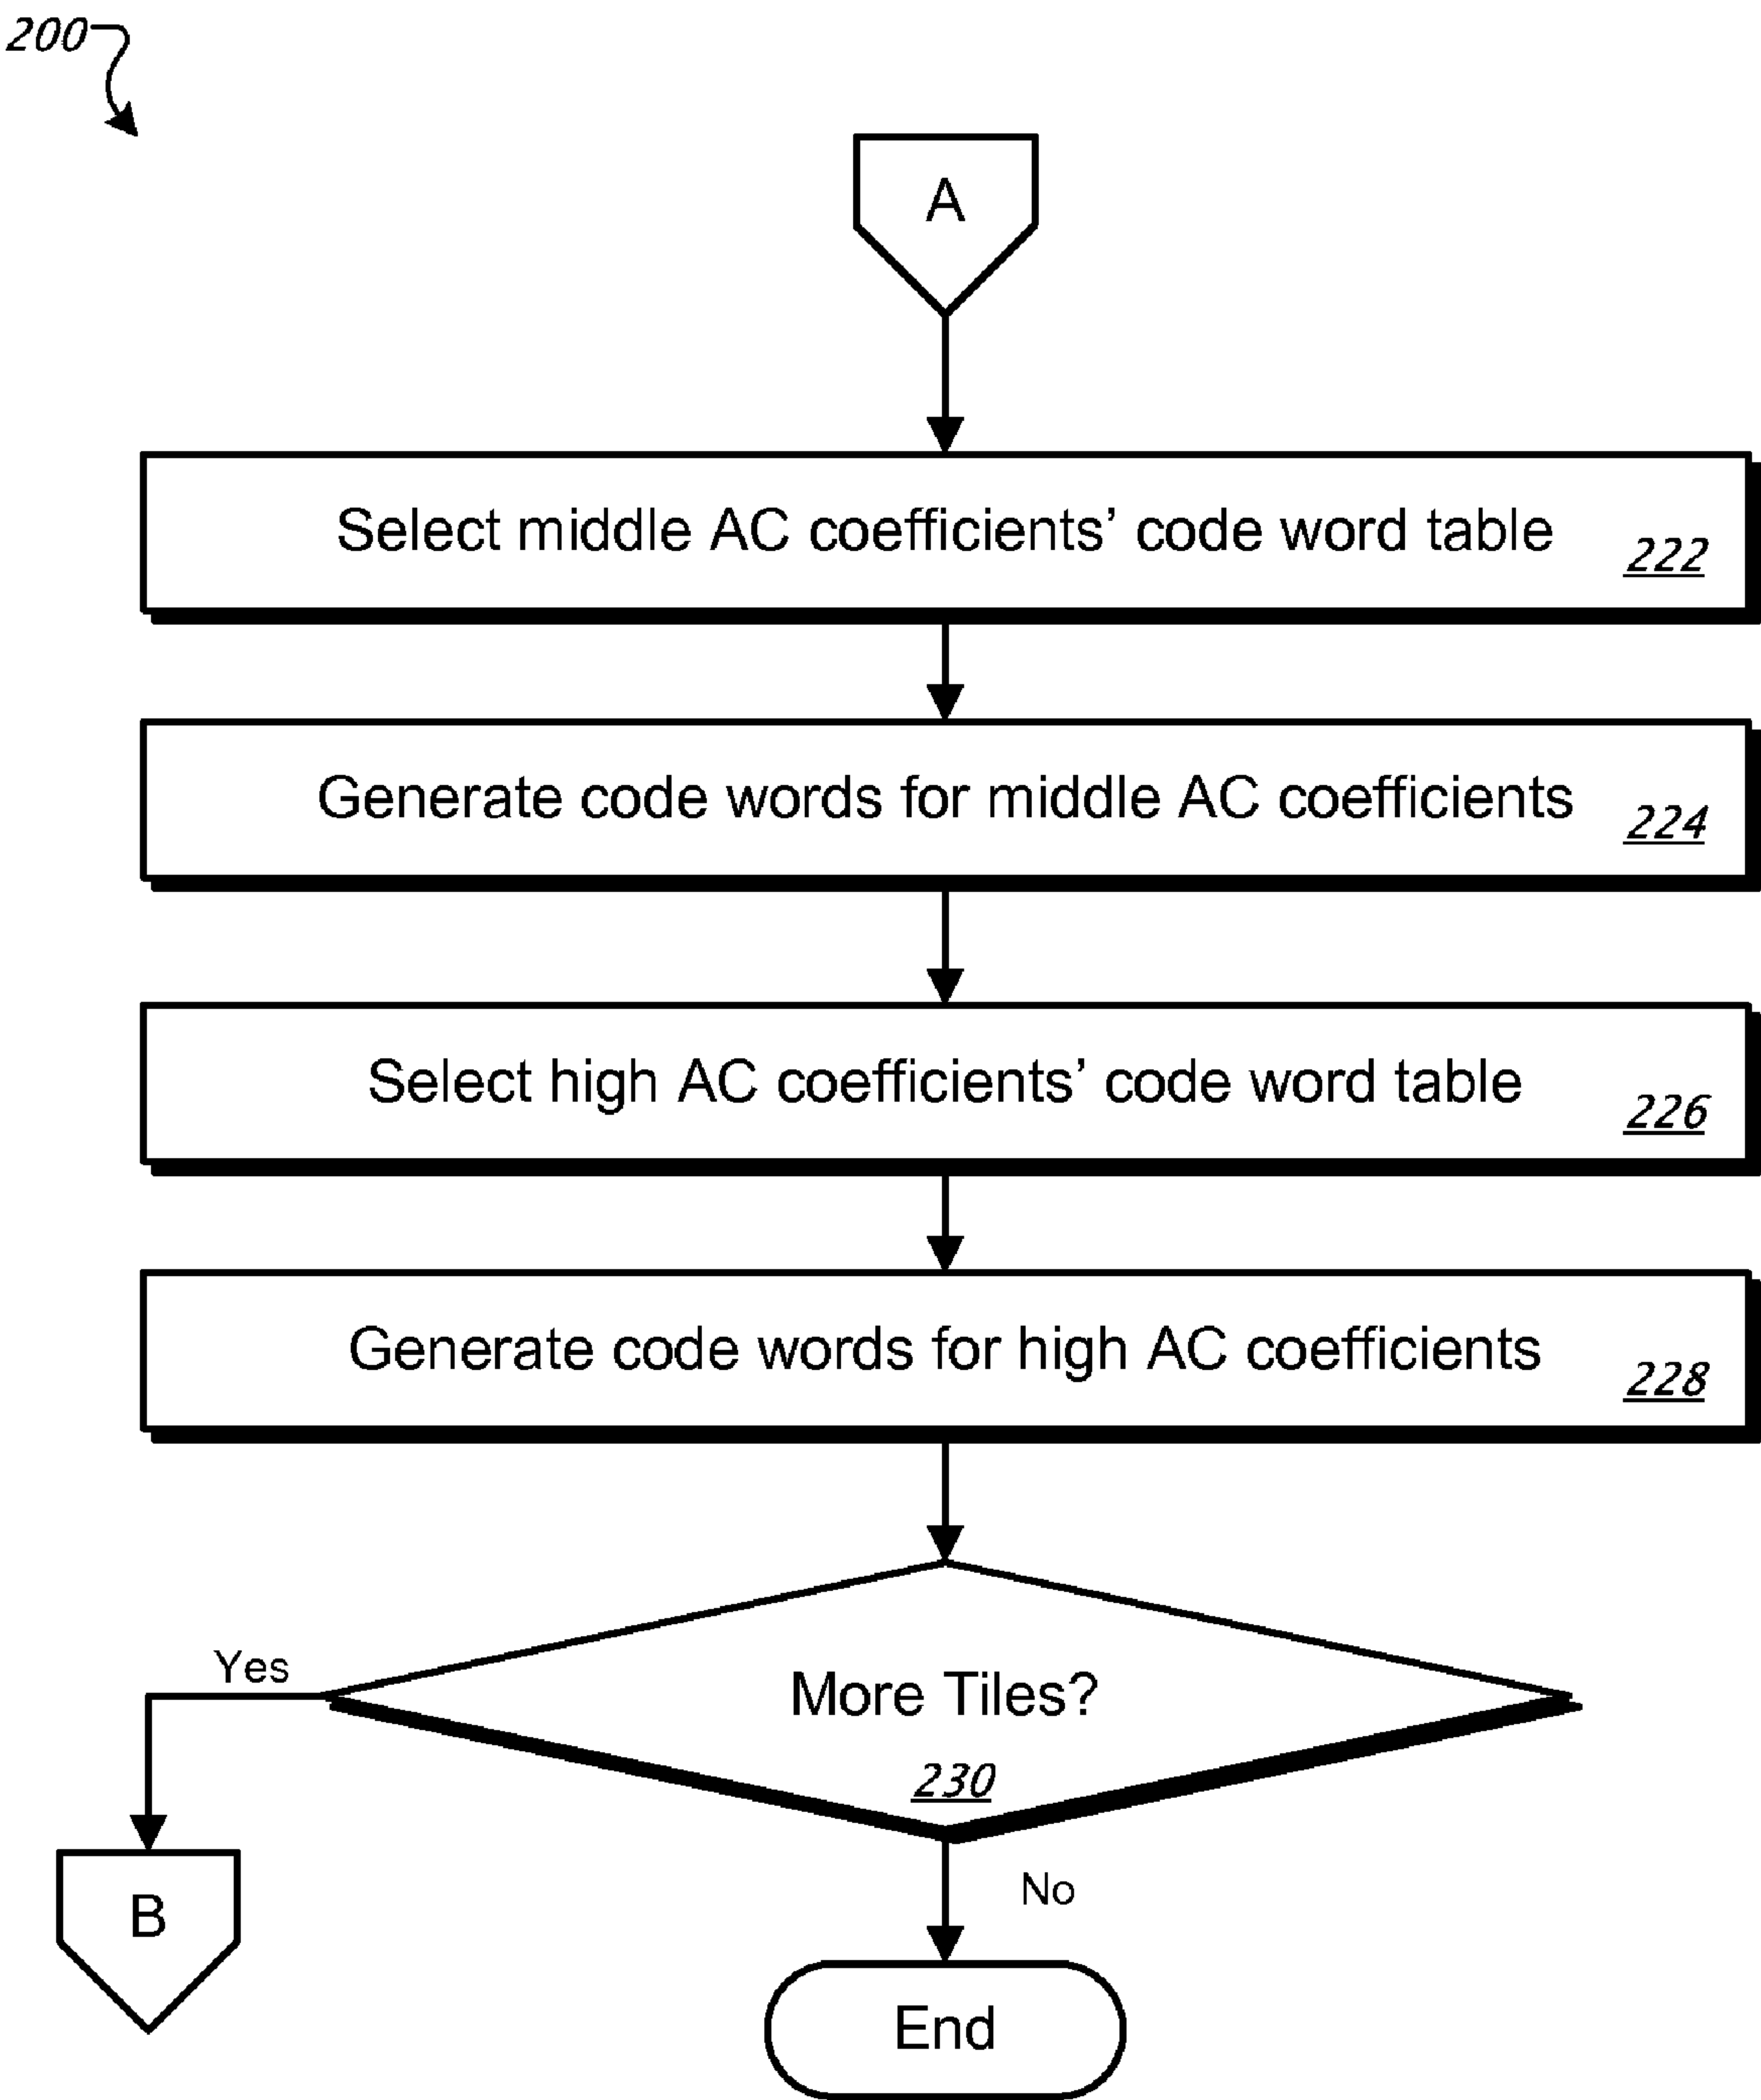 200
A
Select middle AC coefficients’ code word table
222
Generate code words for middle AC coefficients
224
Select high AC coefficients’ code word table
226
Generate code words for high AC coefficients
228
Yes
More Tiles?
230
B
No
End